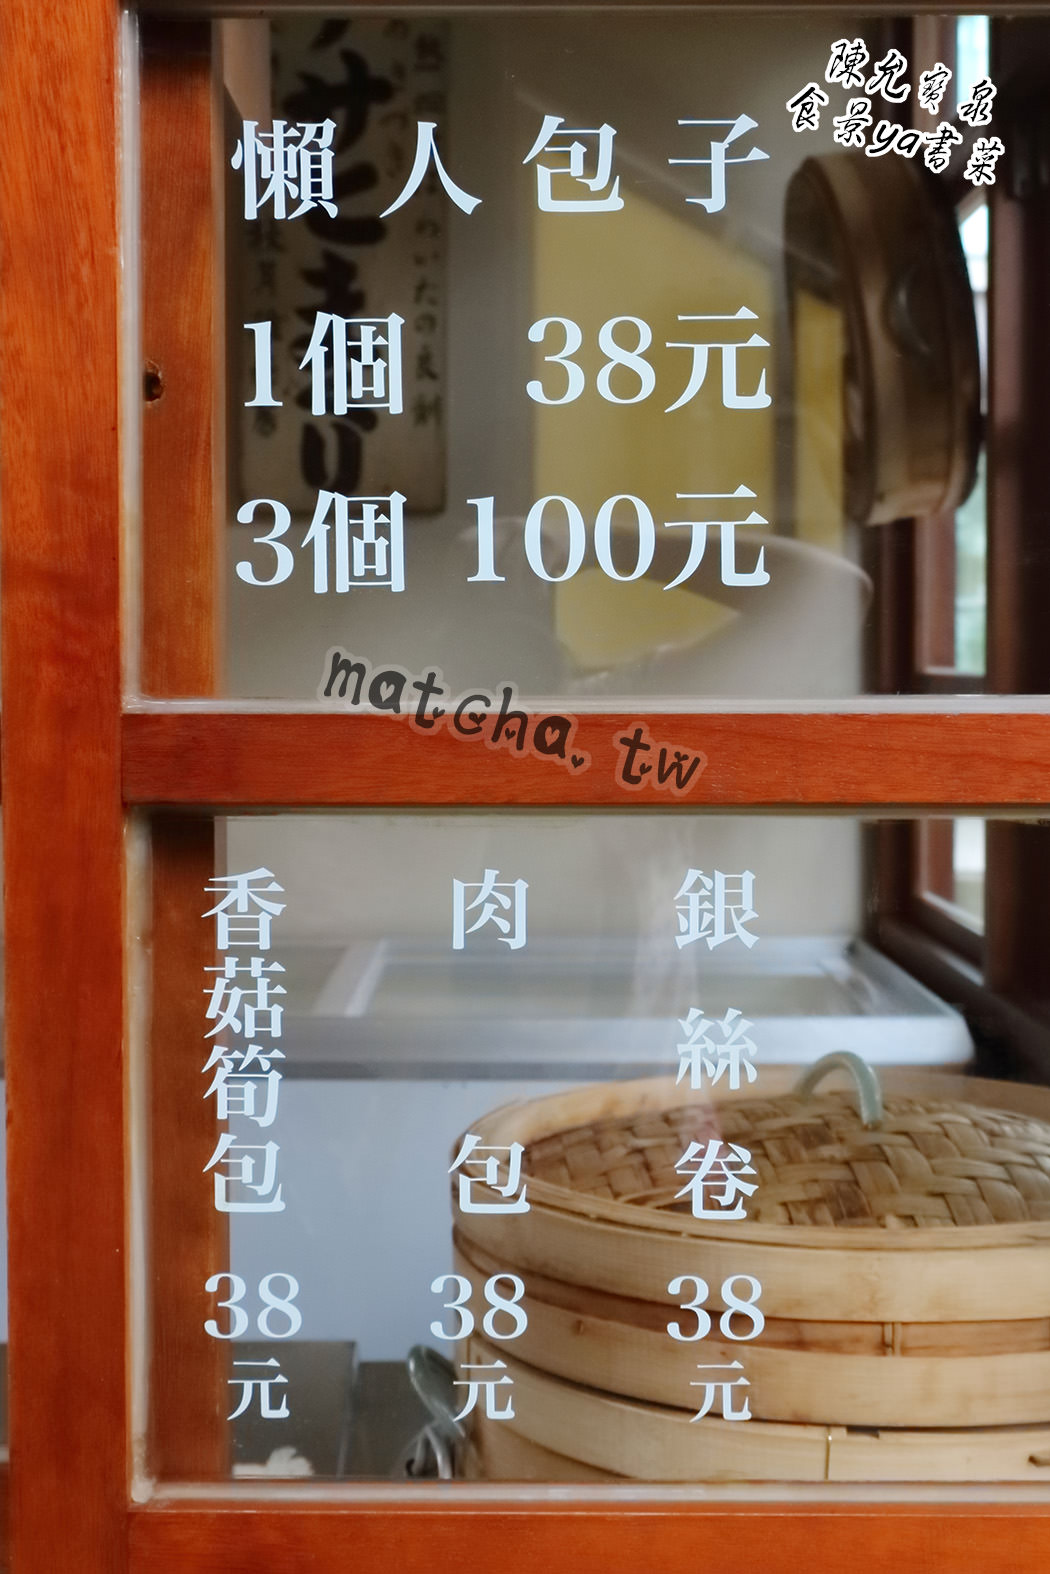 陳允寶泉
食景ya書菜
懶人包子
1個 38元
3個 100元
matcha.tw
香菇筍包 38元
肉包 38元
銀絲卷 38元